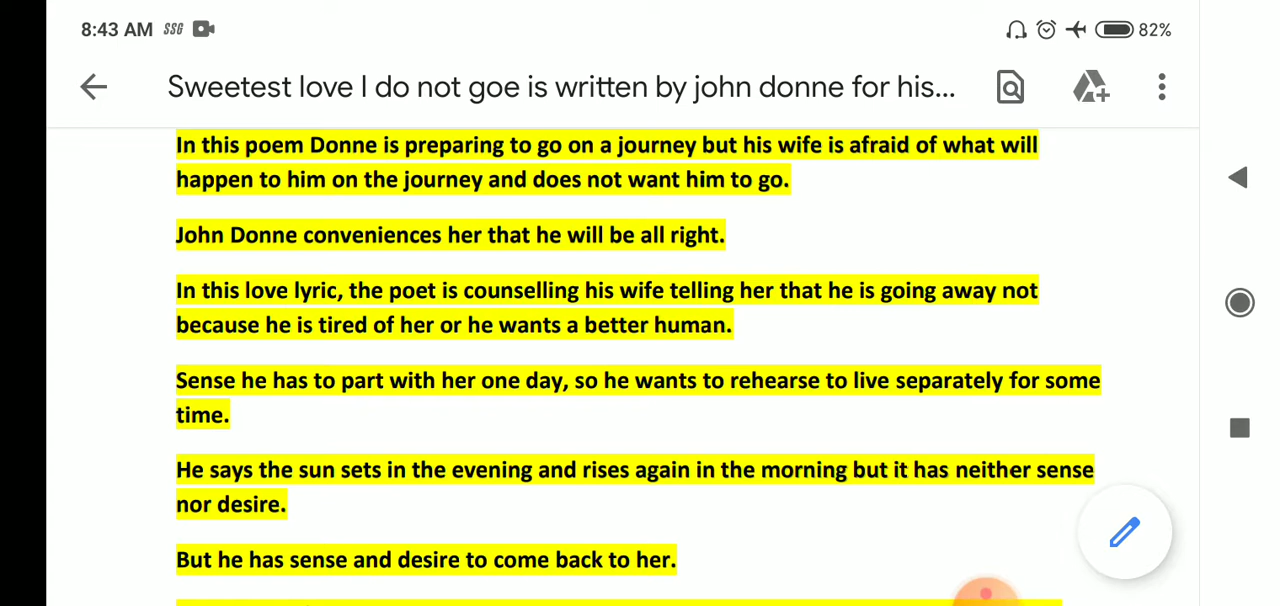 8:43 AM SSG 82%
Sweetest love I do not goe is written by john donne for his...
In this poem Donne is preparing to go on a journey but his wife is afraid of what will
happen to him on the journey and does not want him to go.
John Donne conveniences her that he will be all right.
In this love lyric, the poet is counselling his wife telling her that he is going away not
because he is tired of her or he wants a better human.
Sense he has to part with her one day, so he wants to rehearse to live separately for some
time.
He says the sun sets in the evening and rises again in the morning but it has neither sense
nor desire.
But he has sense and desire to come back to her.